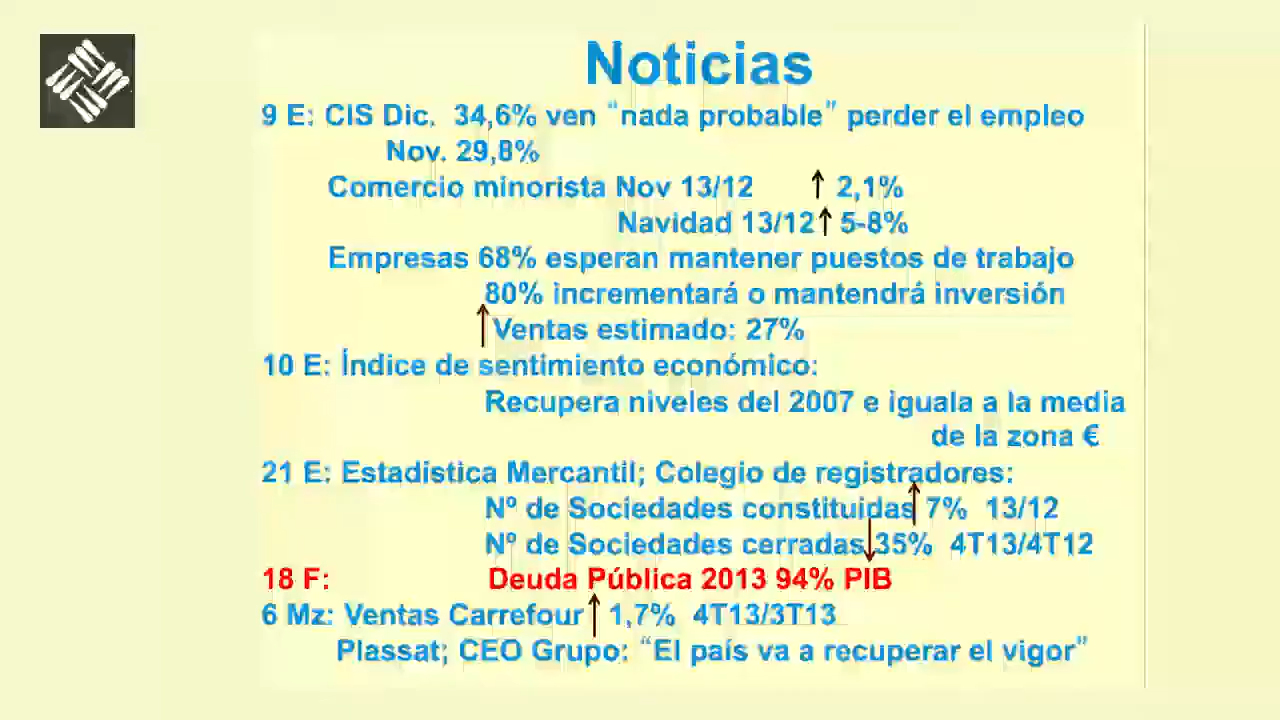 Noticias
9 E: CIS Dic. 34,6% ven “nada probable” perder el empleo
Nov. 29,8%
Comercio minorista Nov 13/12 ↑ 2,1%
Navidad 13/12 ↑ 5-8%
Empresas 68% esperan mantener puestos de trabajo
80% incrementará o mantendrá inversión
↑ Ventas estimado: 27%
10 E: Índice de sentimiento económico:
Recupera niveles del 2007 e iguala a la media
de la zona €
21 E: Estadística Mercantil; Colegio de registradores:
Nº de Sociedades constituidas ↑ 7% 13/12
Nº de Sociedades cerradas ↓ 35% 4T13/4T12
18 F: Deuda Pública 2013 94% PIB
6 Mz: Ventas Carrefour ↑ 1,7% 4T13/3T13
Plassat; CEO Grupo: “El país va a recuperar el vigor”